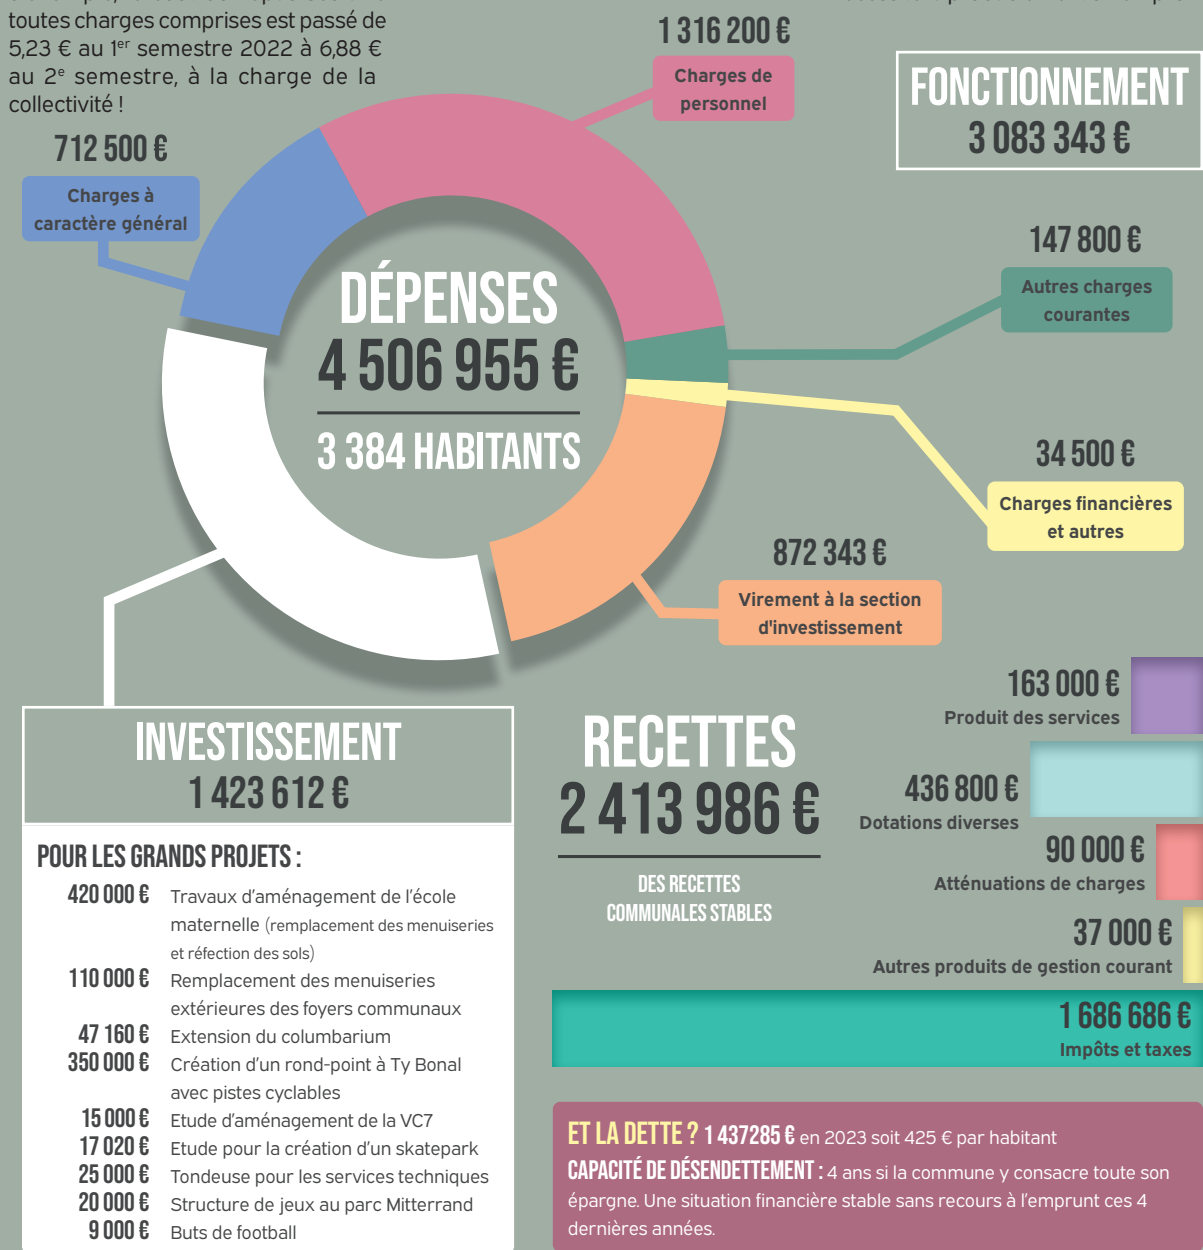 toutes charges comprises est passé de
5,23 € au 1er semestre 2022 à 6,88 €
au 2e semestre, à la charge de la
collectivité !
1 316 200 €
Charges de
personnel
FONCTIONNEMENT
3 083 343 €
712 500 €
Charges à
caractère général
147 800 €
Autres charges
courantes
DÉPENSES
4 506 955 €
3 384 HABITANTS
34 500 €
Charges financières
et autres
872 343 €
Virement à la section
d'investissement
INVESTISSEMENT
1 423 612 €
POUR LES GRANDS PROJETS :
420 000 € Travaux d’aménagement de l’école
maternelle (remplacement des menuiseries
et réfection des sols)
110 000 € Remplacement des menuiseries
extérieures des foyers communaux
47 160 € Extension du columbarium
350 000 € Création d’un rond-point à Ty Bonal
avec pistes cyclables
15 000 € Etude d’aménagement de la VC7
17 020 € Etude pour la création d’un skatepark
25 000 € Tondeuse pour les services techniques
20 000 € Structure de jeux au parc Mitterrand
9 000 € Buts de football
RECETTES
2 413 986 €
DES RECETTES
COMMUNALES STABLES
163 000 €
Produit des services
436 800 €
Dotations diverses
90 000 €
Atténuations de charges
37 000 €
Autres produits de gestion courant
1 686 686 €
Impôts et taxes
ET LA DETTE ? 1 437285 € en 2023 soit 425 € par habitant
CAPACITÉ DE DÉSENDETTEMENT : 4 ans si la commune y consacre toute son
épargne. Une situation financière stable sans recours à l’emprunt ces 4
dernières années.